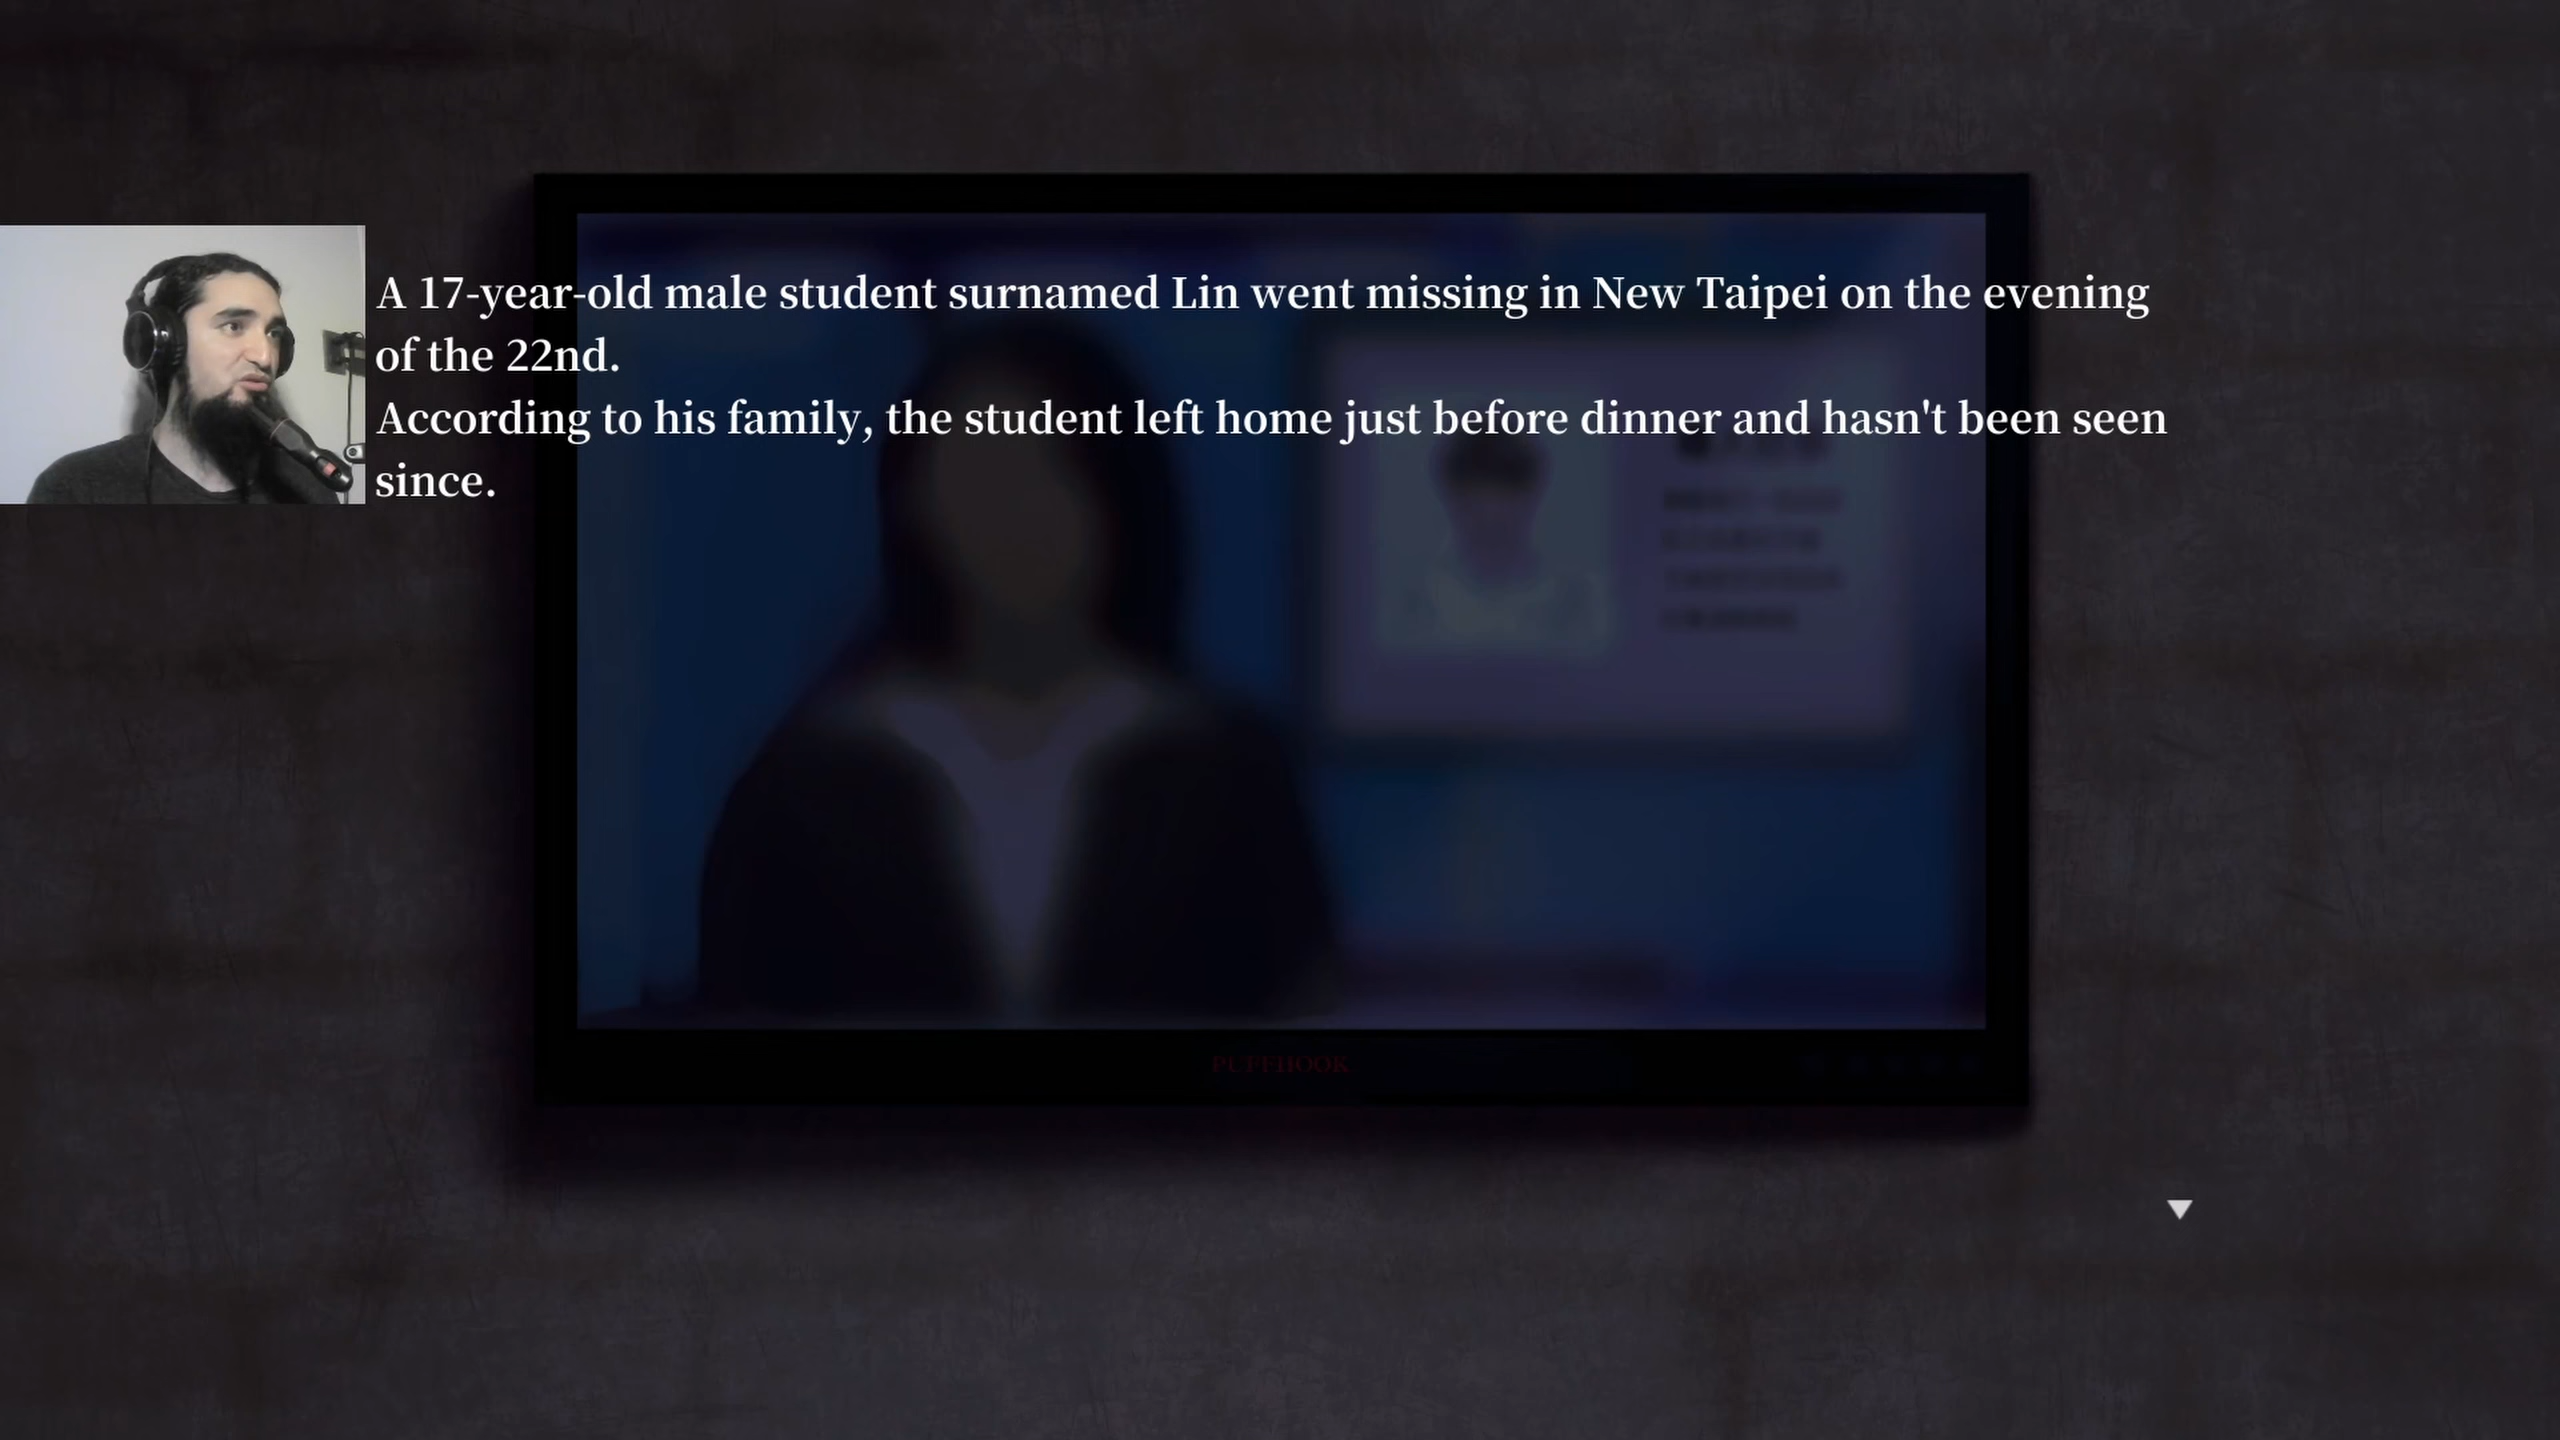 A 17-year-old male student surnamed Lin went missing in New Taipei on the evening
of the 22nd.
According to his family, the student left home just before dinner and hasn't been seen
since.